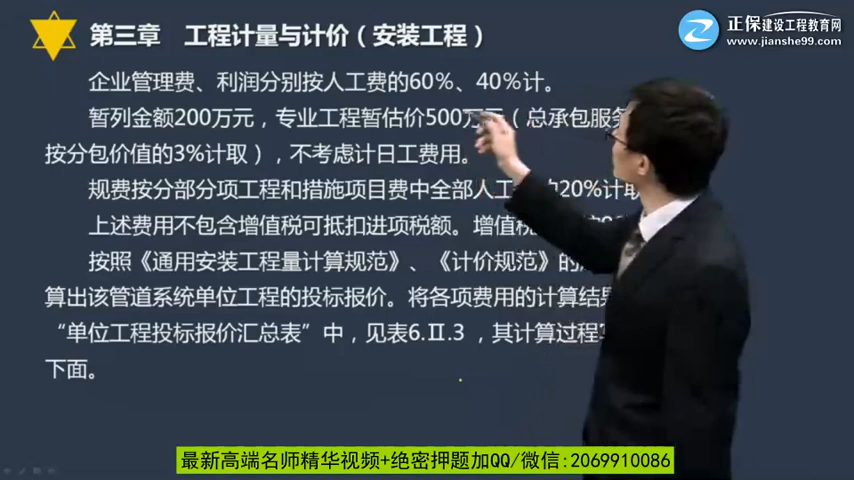 第三章 工程计量与计价（安装工程）
正保建设工程教育网
www.jianshe99.com
企业管理费、利润分别按人工费的60%、40%计。
暂列金额200万元，专业工程暂估价500万元（总承包服务
按分包价值的3%计取），不考虑计日工费用。
规费按分部分项工程和措施项目费中全部人工 的20%计取
上述费用不包含增值税可抵扣进项税额。增值税
按照《通用安装工程量计算规范》、《计价规范》的
算出该管道系统单位工程的投标报价。将各项费用的计算结果
“单位工程投标报价汇总表”中，见表6.Ⅱ.3 ，其计算过程写
下面。
最新高端名师精华视频+绝密押题加QQ/微信:2069910086